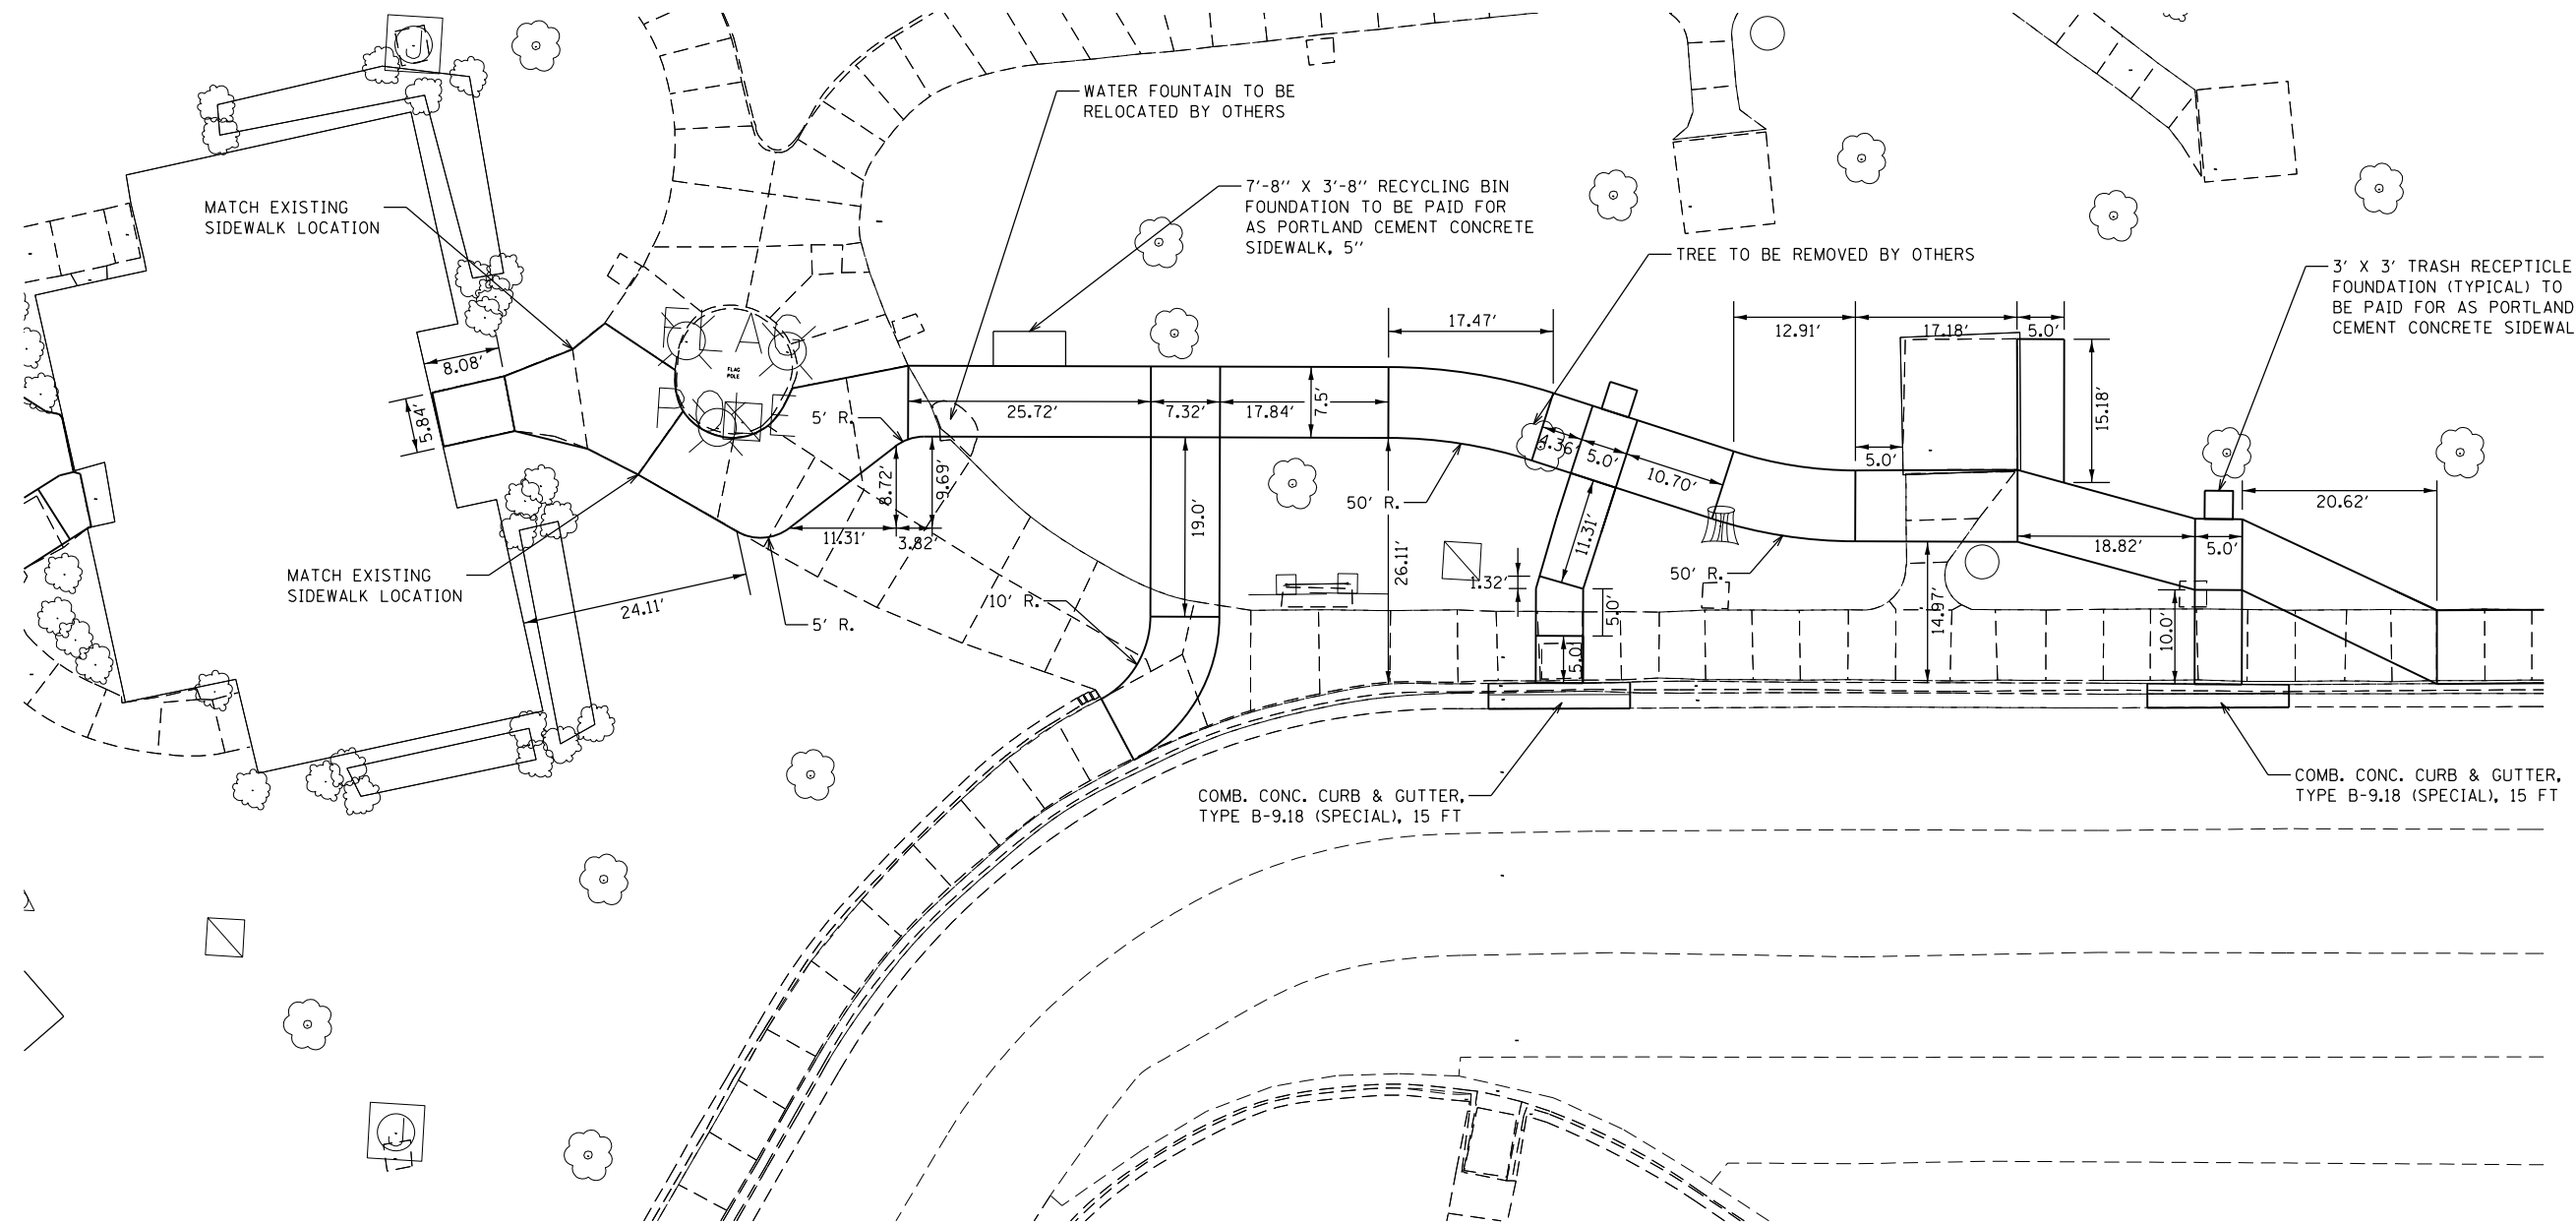 WATER FOUNTAIN TO BE
RELOCATED BY OTHERS
7'-8" X 3'-8" RECYCLING BIN
FOUNDATION TO BE PAID FOR
AS PORTLAND CEMENT CONCRETE
SIDEWALK, 5"
MATCH EXISTING
SIDEWALK LOCATION
TREE TO BE REMOVED BY OTHERS
3' X 3' TRASH RECEPTICLE
FOUNDATION (TYPICAL) TO
BE PAID FOR AS PORTLAND
CEMENT CONCRETE SIDEWAL
17.47'
12.91'
17.18'
5.0'
8.08'
5.84'
FLAG
POLE
5' R.
25.72'
7.32'
17.84'
7.5'
15.18'
4.36'
5.0'
10.70'
5.0'
8.72'
9.69'
11.31'
3.82'
19.0'
50' R.
26.11'
11.31'
1.32'
50' R.
20.62'
18.82'
5.0'
MATCH EXISTING
SIDEWALK LOCATION
24.11'
5' R.
10' R.
5.0'
5.0'
14.97'
10.0'
COMB. CONC. CURB & GUTTER,
TYPE B-9.18 (SPECIAL), 15 FT
COMB. CONC. CURB & GUTTER,
TYPE B-9.18 (SPECIAL), 15 FT